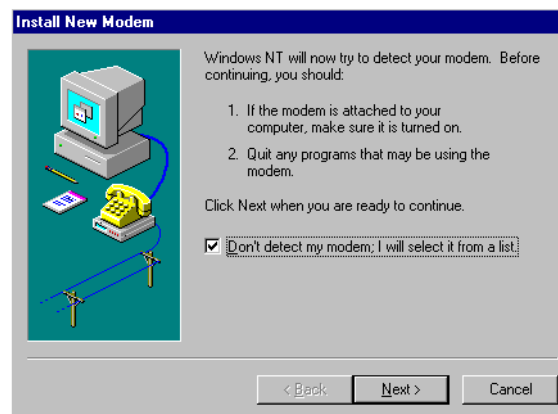 Install New Modem
Windows NT will now try to detect your modem. Before
continuing, you should:
1. If the modem is attached to your
computer, make sure it is turned on.
2. Quit any programs that may be using the
modem.
Click Next when you are ready to continue.
Don't detect my modem; I will select it from a list.
< Back
Next >
Cancel